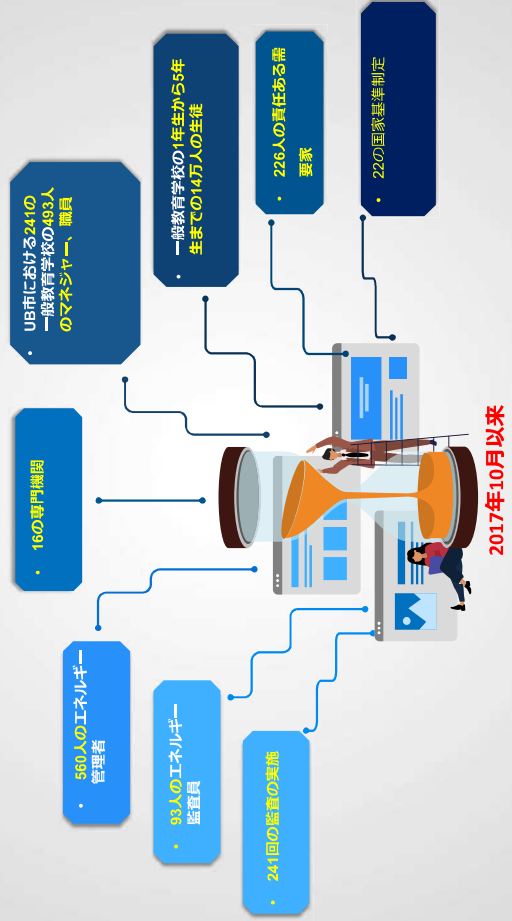 241回の監査の実施
93人のエネルギー
監査員
560人のエネルギー
管理者
16の専門機関
UB市における241の
一般教育学校の493人
のマネジャー、職員
一般教育学校の1年生から5年
生までの14万人の生徒
226人の責任ある需
要家
22の国家基準制定
2017年10月以来